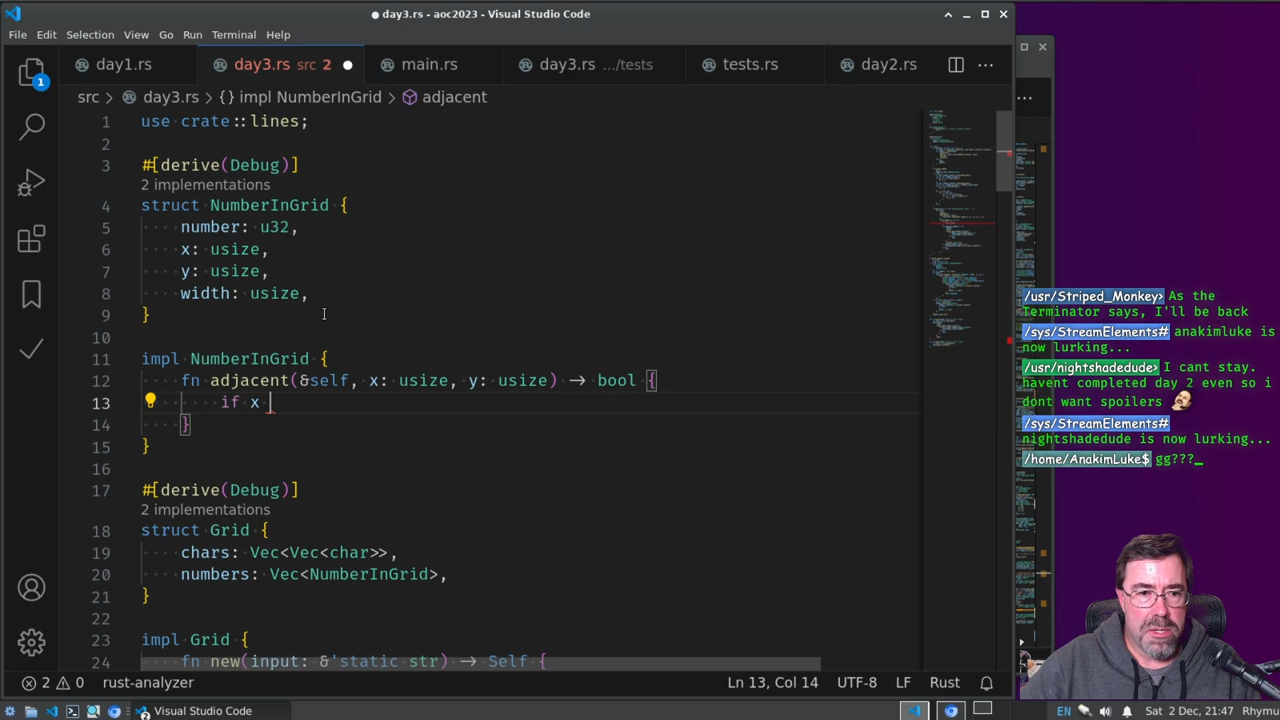 day3.rs - aoc2023 - Visual Studio Code
File Edit Selection View Go Run Terminal Help
day1.rs day3.rs src 2 main.rs day3.rs .../tests tests.rs day2.rs
src > day3.rs > {} impl NumberInGrid > adjacent
1 use crate::lines;
2
3 #[derive(Debug)]
2 implementations
4 struct NumberInGrid {
5 number: u32,
6 x: usize,
7 y: usize,
8 width: usize,
9 }
10
11 impl NumberInGrid {
12 fn adjacent(&self, x: usize, y: usize) → bool {
13 if x
14 }
15 }
16
17 #[derive(Debug)]
2 implementations
18 struct Grid {
19 chars: Vec<Vec<char>>,
20 numbers: Vec<NumberInGrid>,
21 }
22
23 impl Grid {
24 fn new(input: &'static str) → Self {
1
2 0 rust-analyzer Ln 13, Col 14 UTF-8 LF Rust
/usr/Striped_Monkey> As the
Terminator says, I'll be back
/sys/StreamElements# anakimluke is
now lurking...
/usr/nightshadedude> I cant stay.
havent completed day 2 even so i
dont want spoilers
/sys/StreamElements#
nightshadedude is now lurking...
/home/AnakimLuke$ gg???_
2 Visual Studio Code EN Sat 2 Dec, 21:47 Rhymu